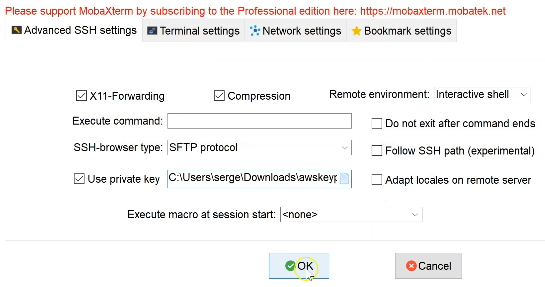 Please support MobaXterm by subscribing to the Professional edition here: https://mobaxterm.mobatek.net
Advanced SSH settings Terminal settings Network settings Bookmark settings
X11-Forwarding Compression Remote environment: Interactive shell
Execute command: Do not exit after command ends
SSH-browser type: SFTP protocol Follow SSH path (experimental)
Use private key C:\Users\serge\Downloads\awskeyp Adapt locales on remote server
Execute macro at session start: <none>
OK Cancel